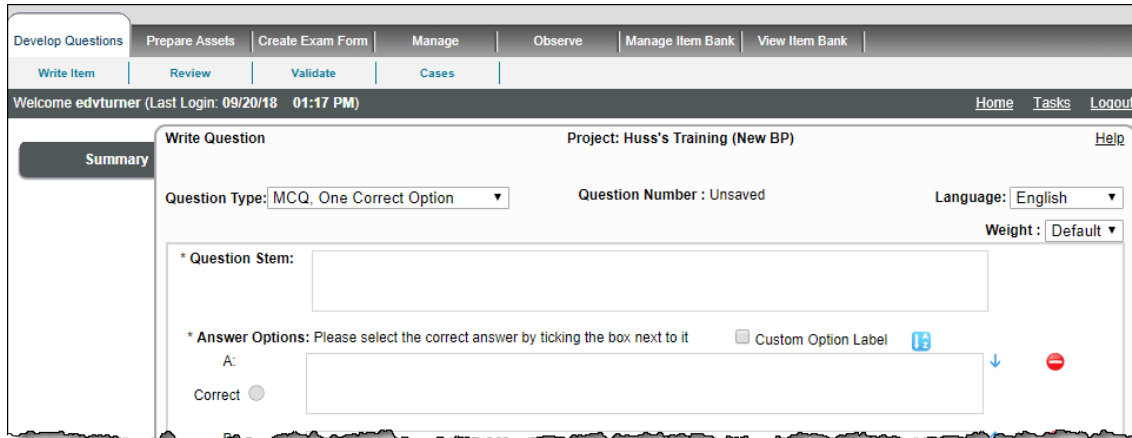 Develop Questions Prepare Assets Create Exam Form Manage Observe Manage Item Bank View Item Bank
Write Item Review Validate Cases
Welcome edvturner (Last Login: 09/20/18 01:17 PM) Home Tasks Logout
Write Question Project: Huss's Training (New BP) Help
Summary
Question Type: MCQ, One Correct Option Question Number : Unsaved Language: English
Weight : Default
* Question Stem:
* Answer Options: Please select the correct answer by ticking the box next to it Custom Option Label
A:
Correct